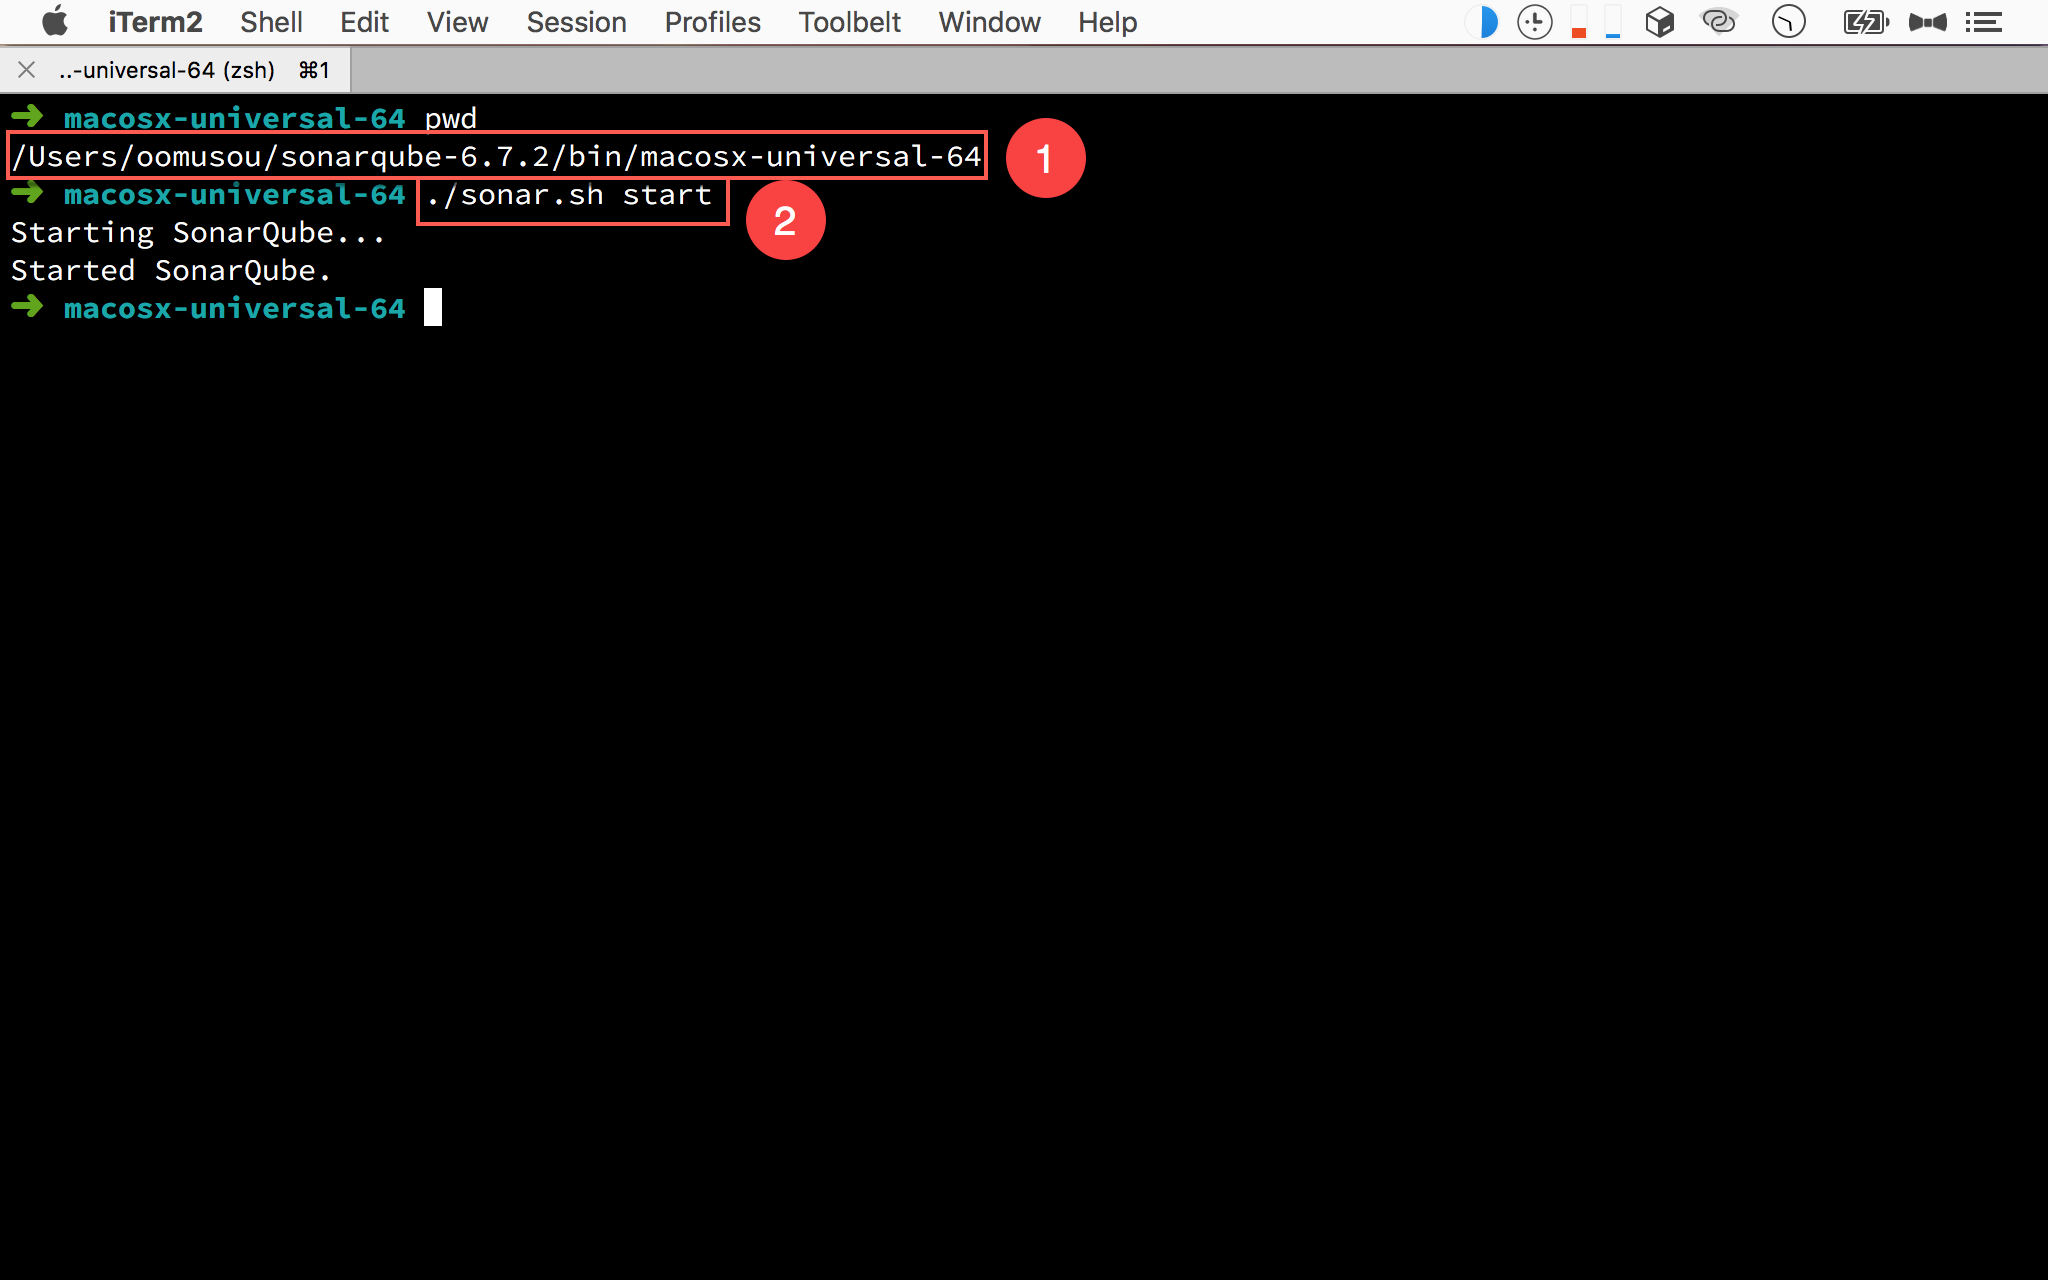 iTerm2 Shell Edit View Session Profiles Toolbelt Window Help
..-universal-64 (zsh) ⌘1
➜ macosx-universal-64 pwd
/Users/oomusou/sonarqube-6.7.2/bin/macosx-universal-64
1
➜ macosx-universal-64 ./sonar.sh start
2
Starting SonarQube...
Started SonarQube.
➜ macosx-universal-64